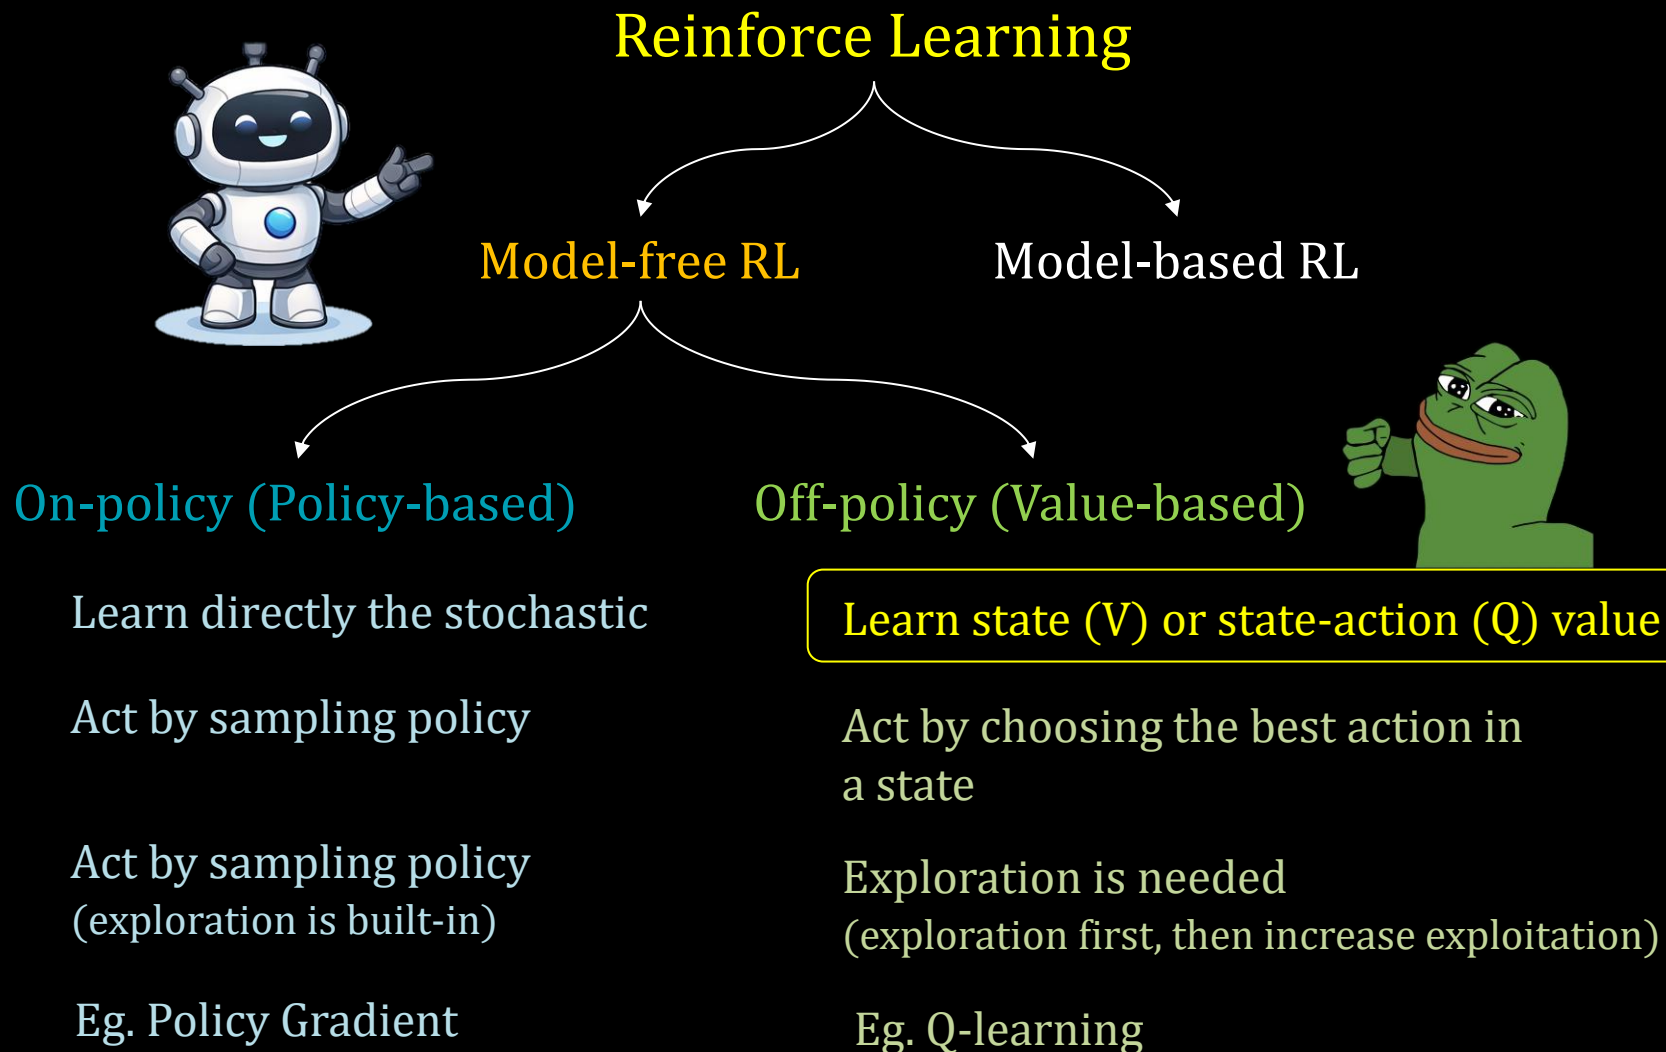 Reinforce Learning
Model-free RL
Model-based RL
On-policy (Policy-based)
Off-policy (Value-based)
Learn directly the stochastic
Learn state (V) or state-action (Q) value
Act by sampling policy
Act by choosing the best action in
a state
Act by sampling policy
(exploration is built-in)
Exploration is needed
(exploration first, then increase exploitation)
Eg. Policy Gradient
Eg. Q-learning